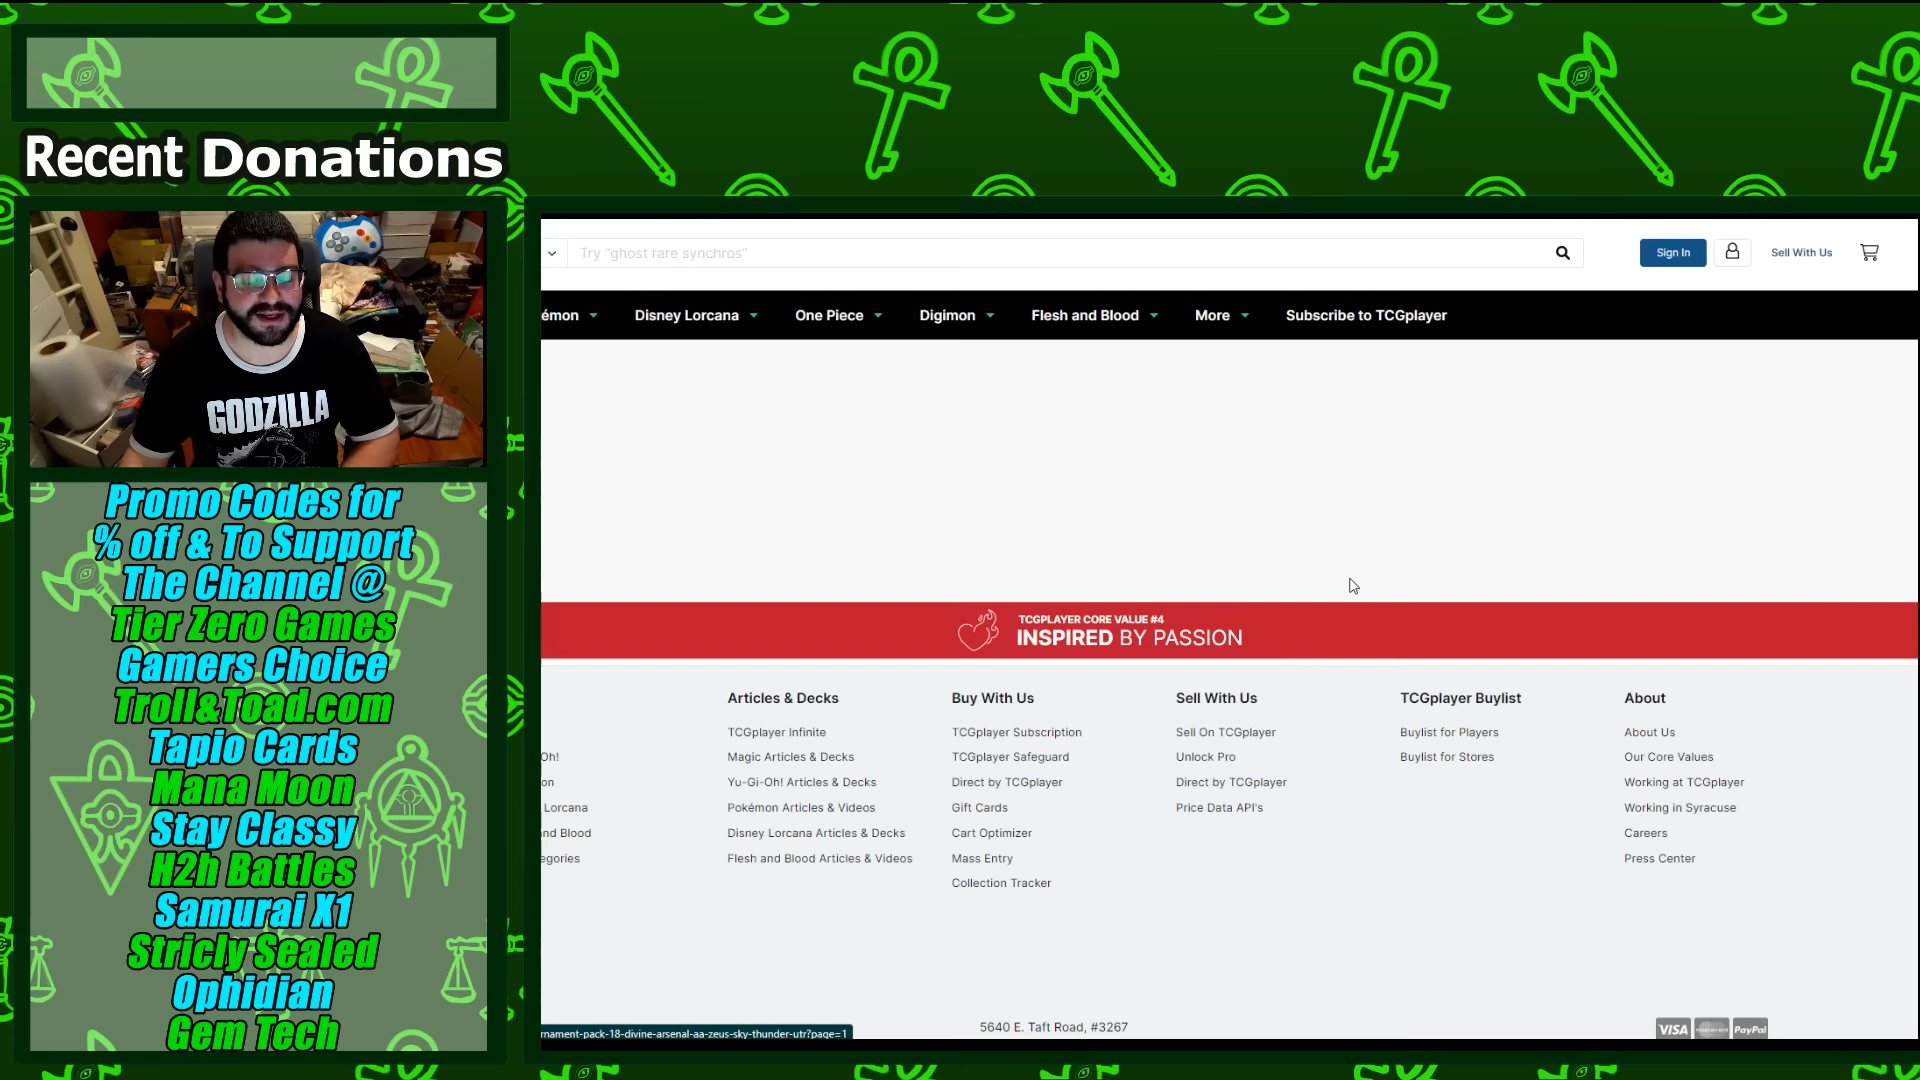 Recent Donations
GODZILLA
Promo Codes for
% off & To Support
The Channel @
Tier Zero Games
Gamers Choice
Troll&Toad.com
Tapio Cards
Mana Moon
Stay Classy
H2h Battles
Samurai X1
Stricly Sealed
Ophidian
Gem Tech
Try "ghost rare synchros"
Sign In
Sell With Us
émon
Disney Lorcana
One Piece
Digimon
Flesh and Blood
More
Subscribe to TCGplayer
TCGPLAYER CORE VALUE #4
INSPIRED BY PASSION
Oh!
on
Lorcana
nd Blood
egories
Articles & Decks
TCGplayer Infinite
Magic Articles & Decks
Yu-Gi-Oh! Articles & Decks
Pokémon Articles & Videos
Disney Lorcana Articles & Decks
Flesh and Blood Articles & Videos
Buy With Us
TCGplayer Subscription
TCGplayer Safeguard
Direct by TCGplayer
Gift Cards
Cart Optimizer
Mass Entry
Collection Tracker
Sell With Us
Sell On TCGplayer
Unlock Pro
Direct by TCGplayer
Price Data API's
TCGplayer Buylist
Buylist for Players
Buylist for Stores
About
About Us
Our Core Values
Working at TCGplayer
Working in Syracuse
Careers
Press Center
5640 E. Taft Road, #3267
VISA
PayPal
rnament-pack-18-divine-arsenal-aa-zeus-sky-thunder-utr?page=1